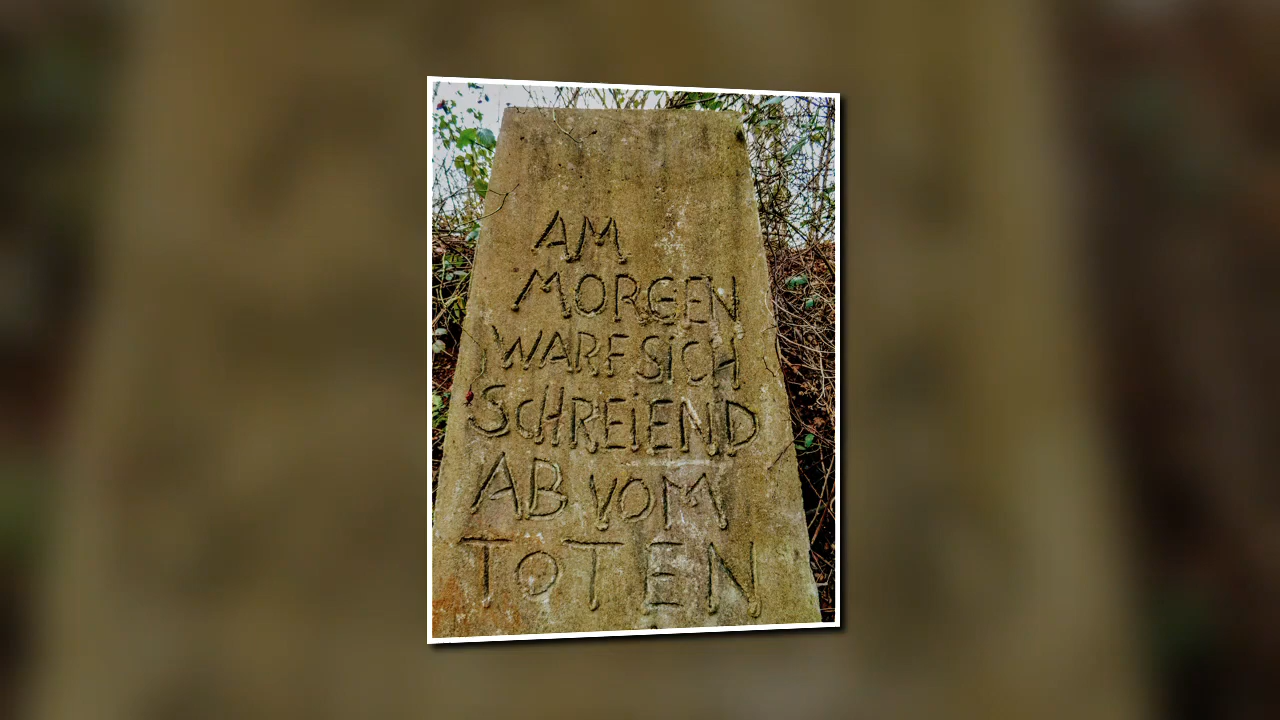 AM
MORGEN
WARF SiCH
SCHREiEND
AB VOM
TOTEN